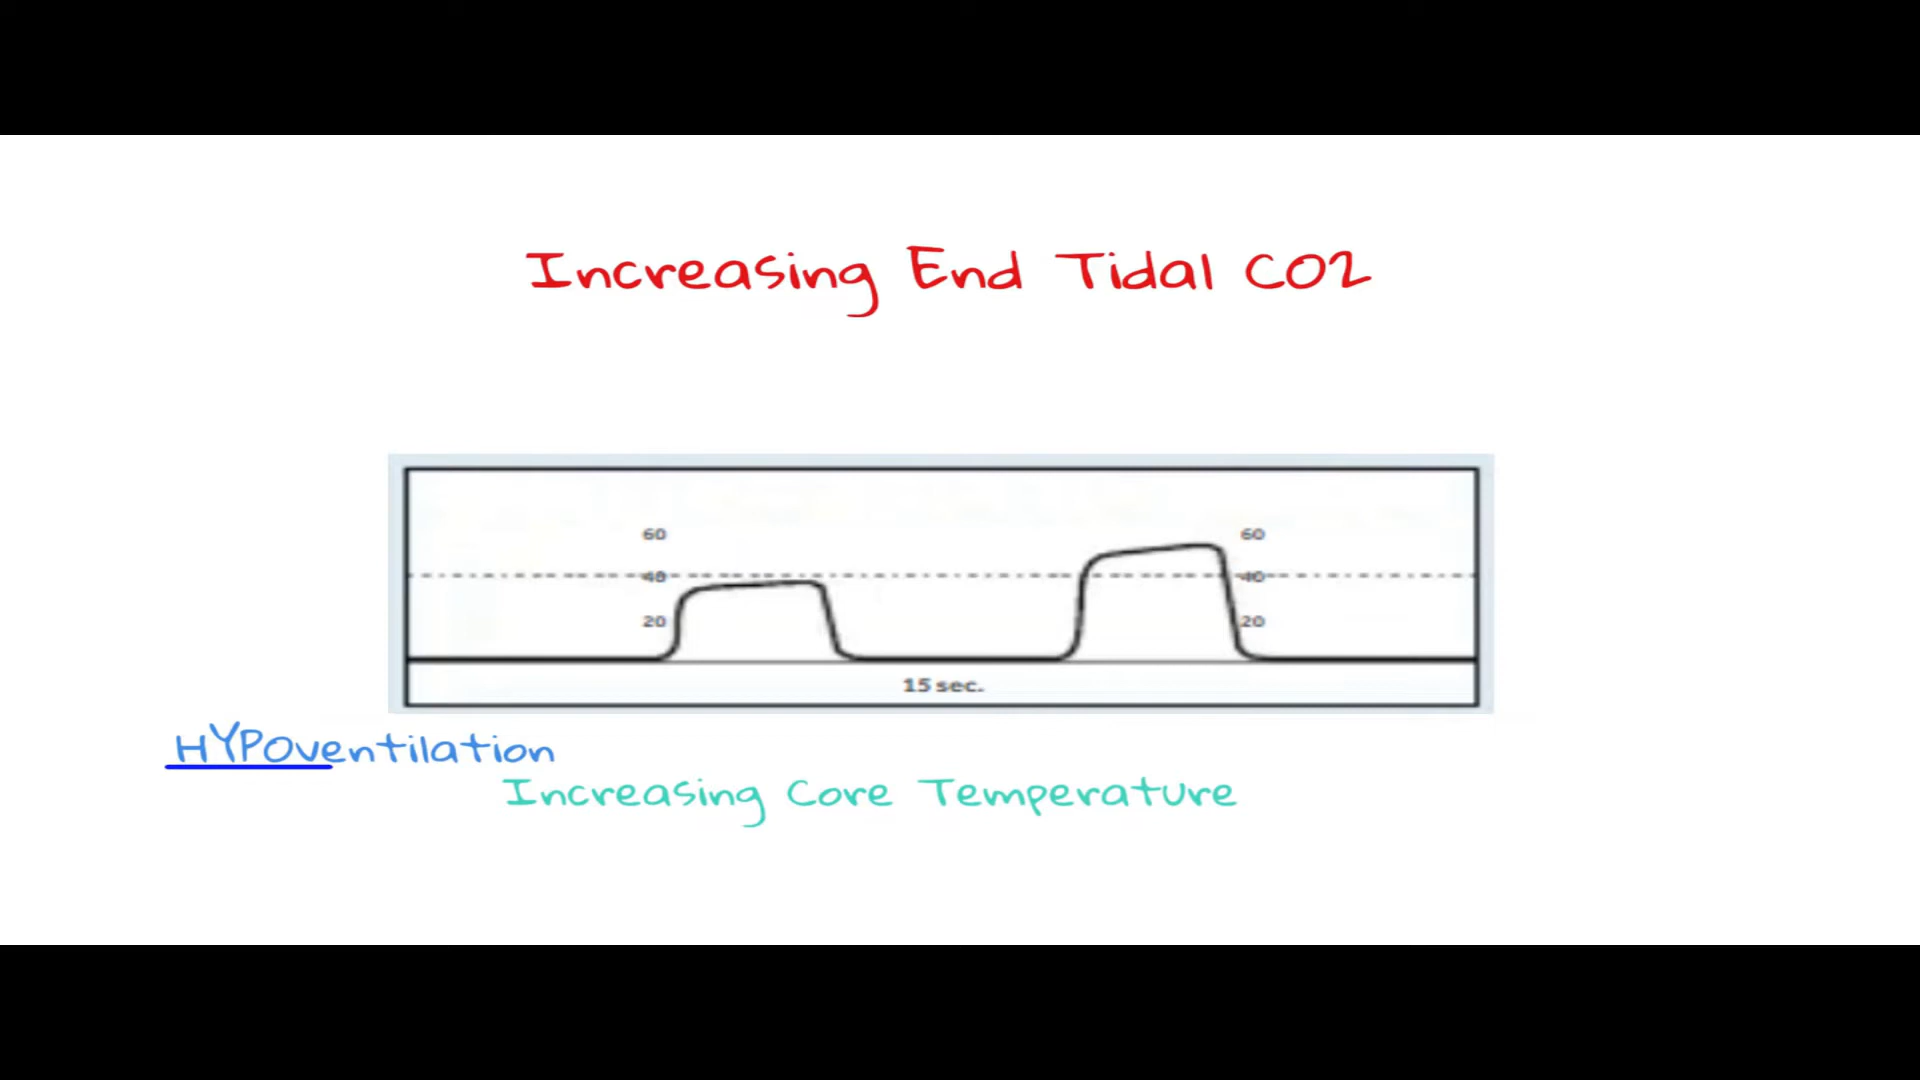 Increasing End Tidal CO2
60 60
40 40
20 20
15 sec.
HYPOventilation
Increasing Core Temperature